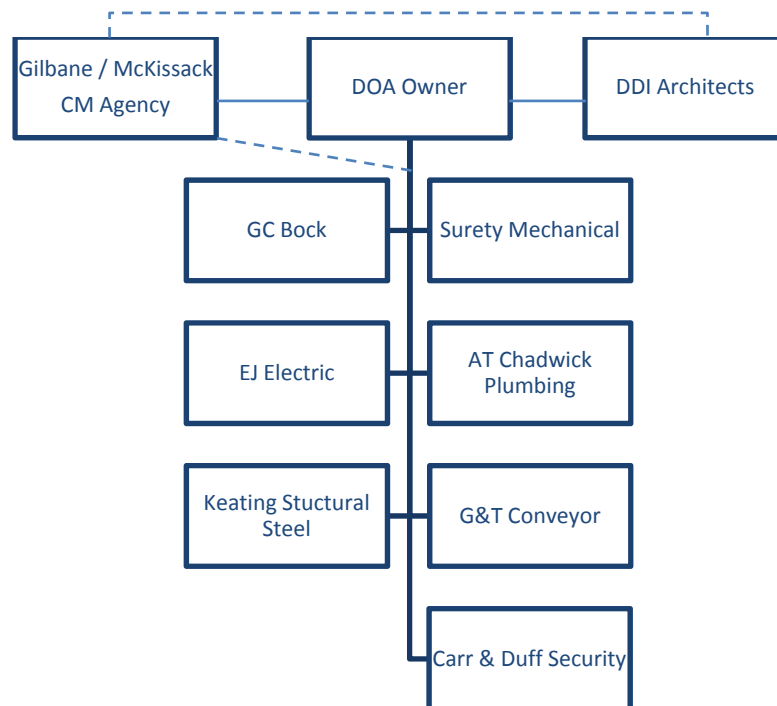 Gilbane / McKissack
CM Agency
DOA Owner
DDI Architects
GC Bock
Surety Mechanical
EJ Electric
AT Chadwick
Plumbing
Keating Stuctural
Steel
G&T Conveyor
Carr & Duff Security